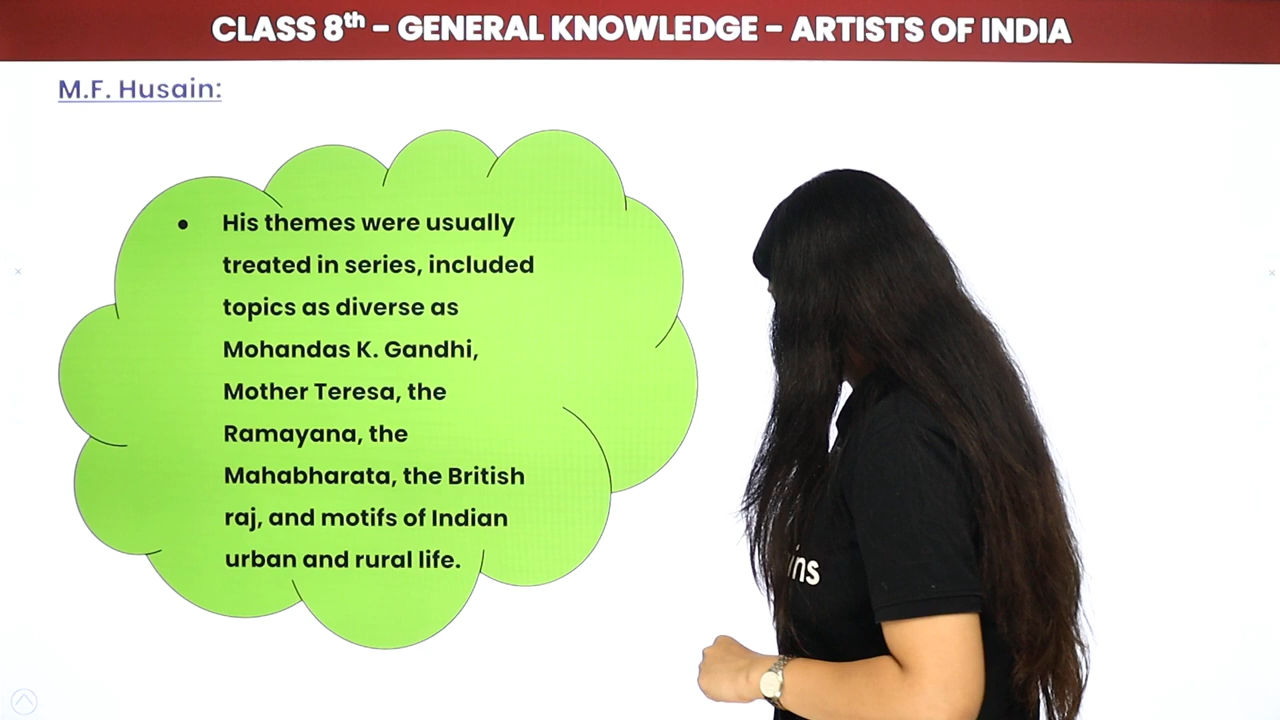 CLASS 8th – GENERAL KNOWLEDGE – ARTISTS OF INDIA
M.F. Husain:
• His themes were usually
treated in series, included
topics as diverse as
Mohandas K. Gandhi,
Mother Teresa, the
Ramayana, the
Mahabharata, the British
raj, and motifs of Indian
urban and rural life.